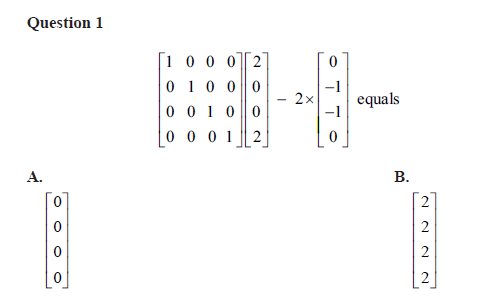 Question 1
1 0 0 0 2 0
0 1 0 0 0 −1
− 2× equals
0 0 1 0 0 −1
0 0 0 1 2 0
A. B.
0 2
0 2
0 2
0 2